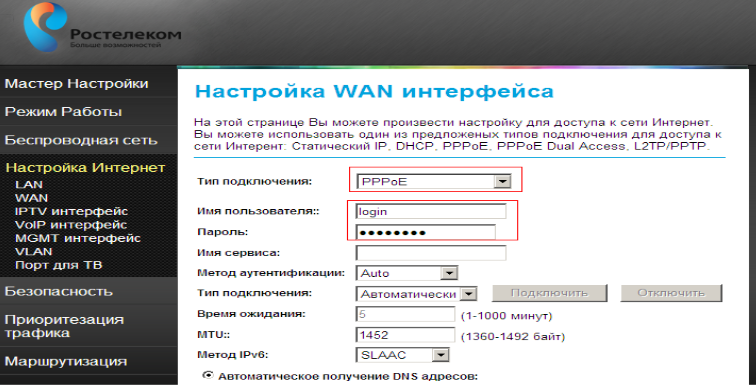 Ростелеком
Больше возможностей
Мастер Настройки
Режим Работы
Беспроводная сеть
Настройка Интернет
LAN
WAN
IPTV интерфейс
VoIP интерфейс
MGMT интерфейс
VLAN
Порт для ТВ
Безопасность
Приоритезация
трафика
Маршрутизация
Настройка WAN интерфейса
На этой странице Вы можете произвести настройку для доступа к сети Интернет.
Вы можете использовать один из предложеных типов подключения для доступа к
сети Интерент: Статический IP, DHCP, PPPoE, PPPoE Dual Access, L2TP/PPTP.
Тип подключения: PPPoE
Имя пользователя:: login
Пароль: ●●●●●●●●
Имя сервиса:
Метод аутентификации: Auto
Тип подключения: Автоматически Подключить Отключить
Время ожидания: 5 (1-1000 минут)
MTU:: 1452 (1360-1492 байт)
Метод IPv6: SLAAC
Автоматическое получение DNS адресов: